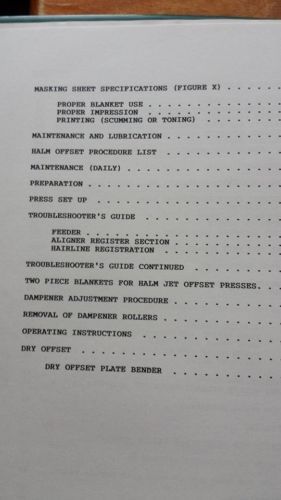 MASKING SHEET SPECIFICATIONS (FIGURE X) . . . . . .
PROPER BLANKET USE . . . . . . . . . . . . . .
PROPER IMPRESSION . . . . . . . . . . . . . .
PRINTING (SCUMMING OR TONING) . . . . . . . .
MAINTENANCE AND LUBRICATION . . . . . . . . . . . .
HALM OFFSET PROCEDURE LIST . . . . . . . . . . . .
MAINTENANCE (DAILY) . . . . . . . . . . . . . . . .
PREPARATION . . . . . . . . . . . . . . . . . . . .
PRESS SET UP . . . . . . . . . . . . . . . . . . .
TROUBLESHOOTER'S GUIDE
FEEDER . . . . . . . . . . . . . . . . . . . .
ALIGNER REGISTER SECTION . . . . . . . . . . .
HAIRLINE REGISTRATION . . . . . . . . . . . .
TROUBLESHOOTER'S GUIDE CONTINUED . . . . . . . . .
TWO PIECE BLANKETS FOR HALM JET OFFSET PRESSES. . .
DAMPENER ADJUSTMENT PROCEDURE . . . . . . . . . . .
REMOVAL OF DAMPENER ROLLERS . . . . . . . . . . . .
OPERATING INSTRUCTIONS . . . . . . . . . . . . . .
DRY OFFSET . . . . . . . . . . . . . . . . . . . .
DRY OFFSET PLATE BENDER . . . . . . . . . . .